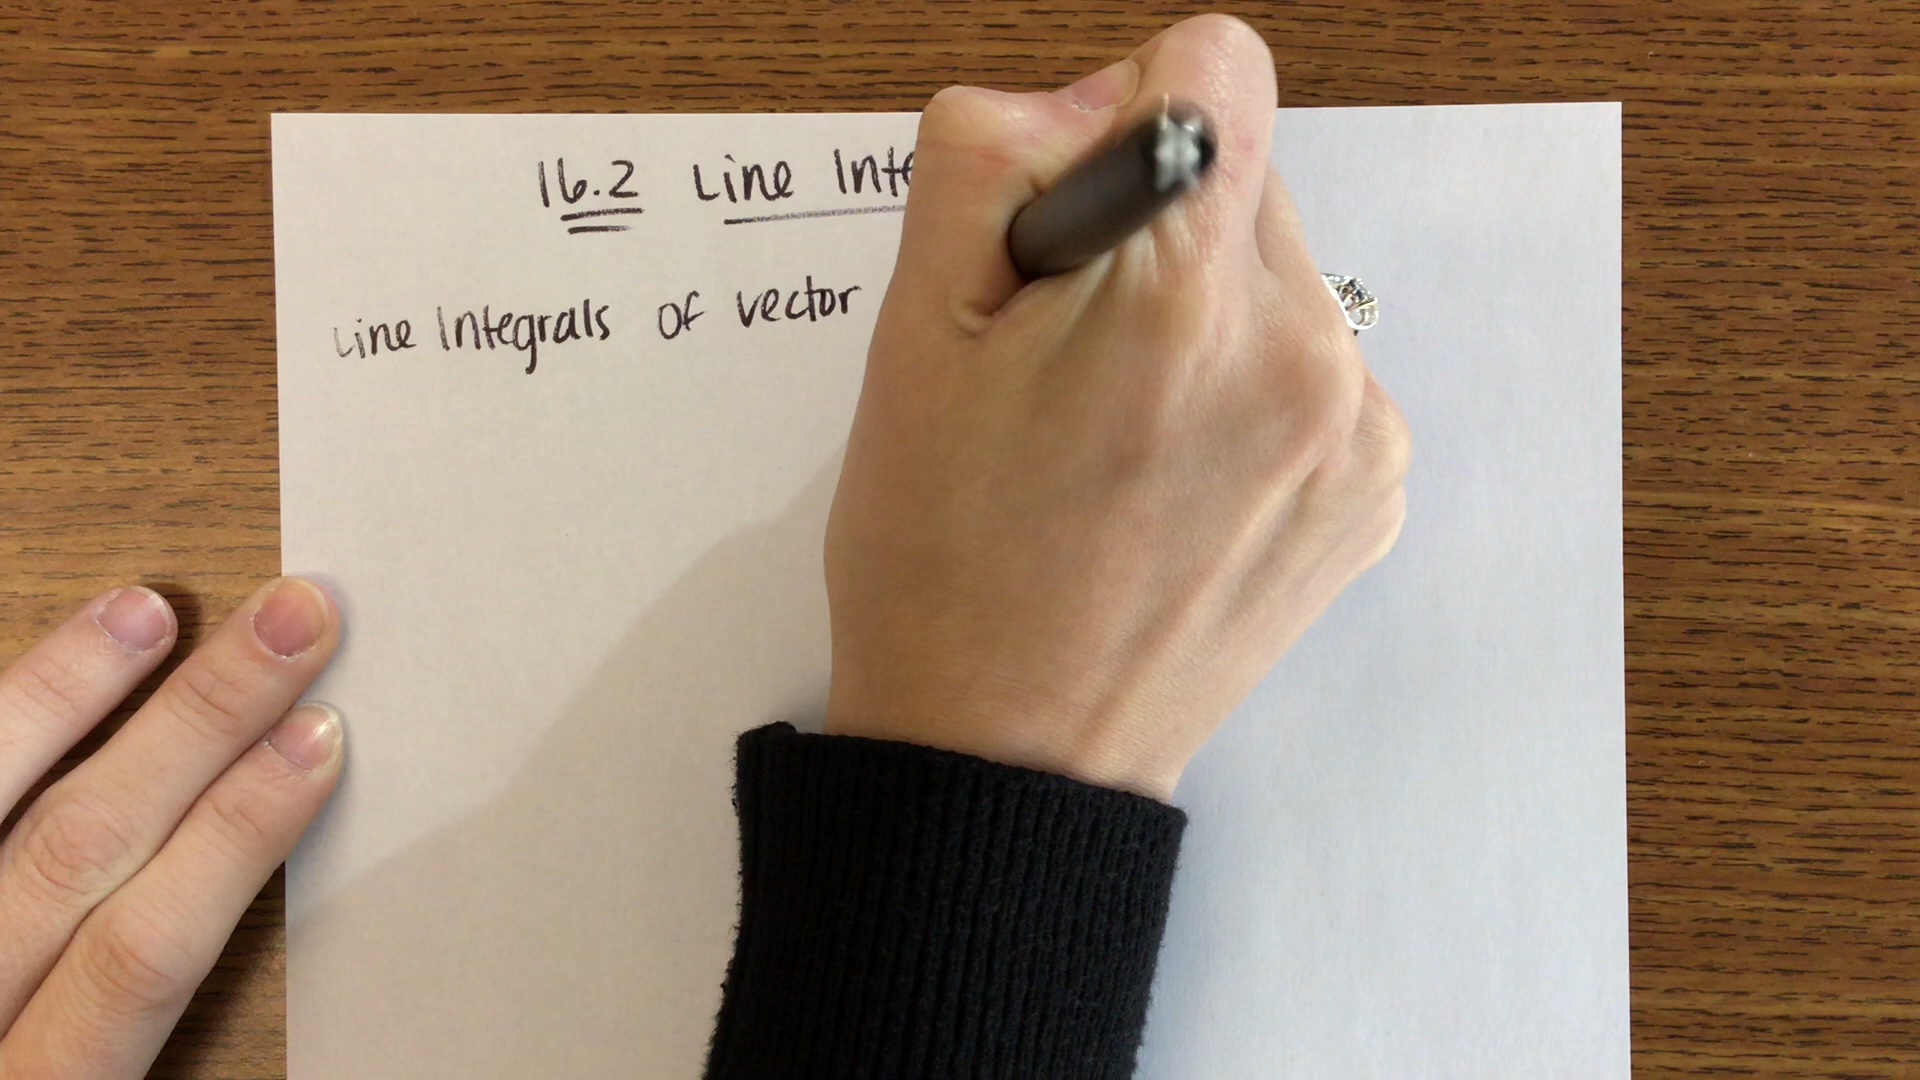 16.2 Line Inte
Line Integrals of vector